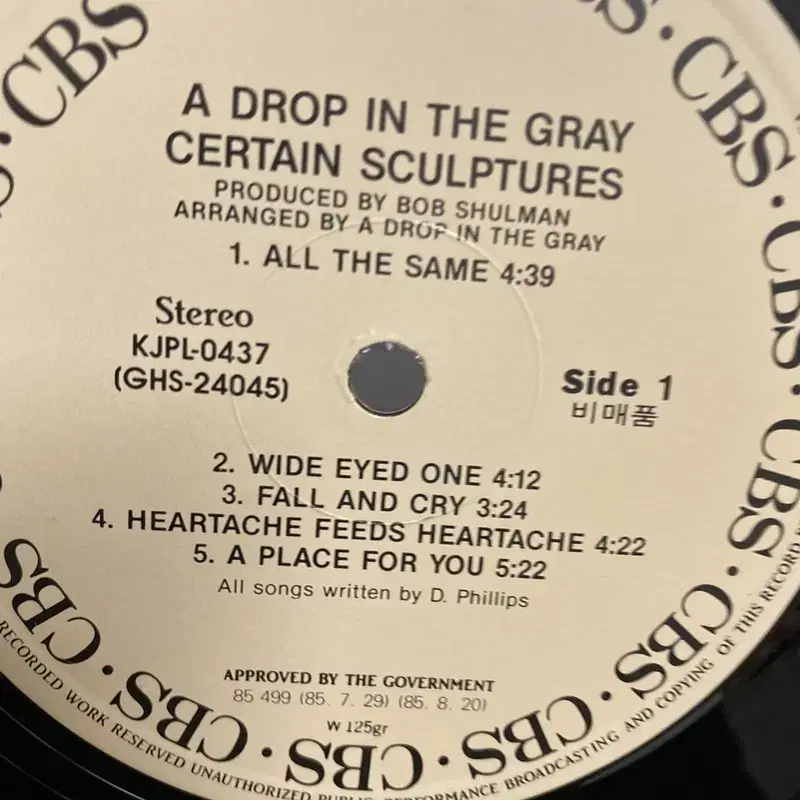 A DROP IN THE GRAY
CERTAIN SCULPTURES
PRODUCED BY BOB SHULMAN
ARRANGED BY A DROP IN THE GRAY
1. ALL THE SAME 4:39
Stereo
KJPL-0437
(GHS-24045)
Side 1
비매품
2. WIDE EYED ONE 4:12
3. FALL AND CRY 3:24
4. HEARTACHE FEEDS HEARTACHE 4:22
5. A PLACE FOR YOU 5:22
All songs written by D. Phillips
APPROVED BY THE GOVERNMENT
85 499 (85. 7. 29) (85. 8. 20)
W 125gr
CBS · CBS · CBS · CBS · CBS · CBS · CBS · CBS · CBS · CBS
RECORDED WORK RESERVED UNAUTHORIZED PUBLIC PERFORMANCE BROADCASTING AND COPYING OF THIS RECORD